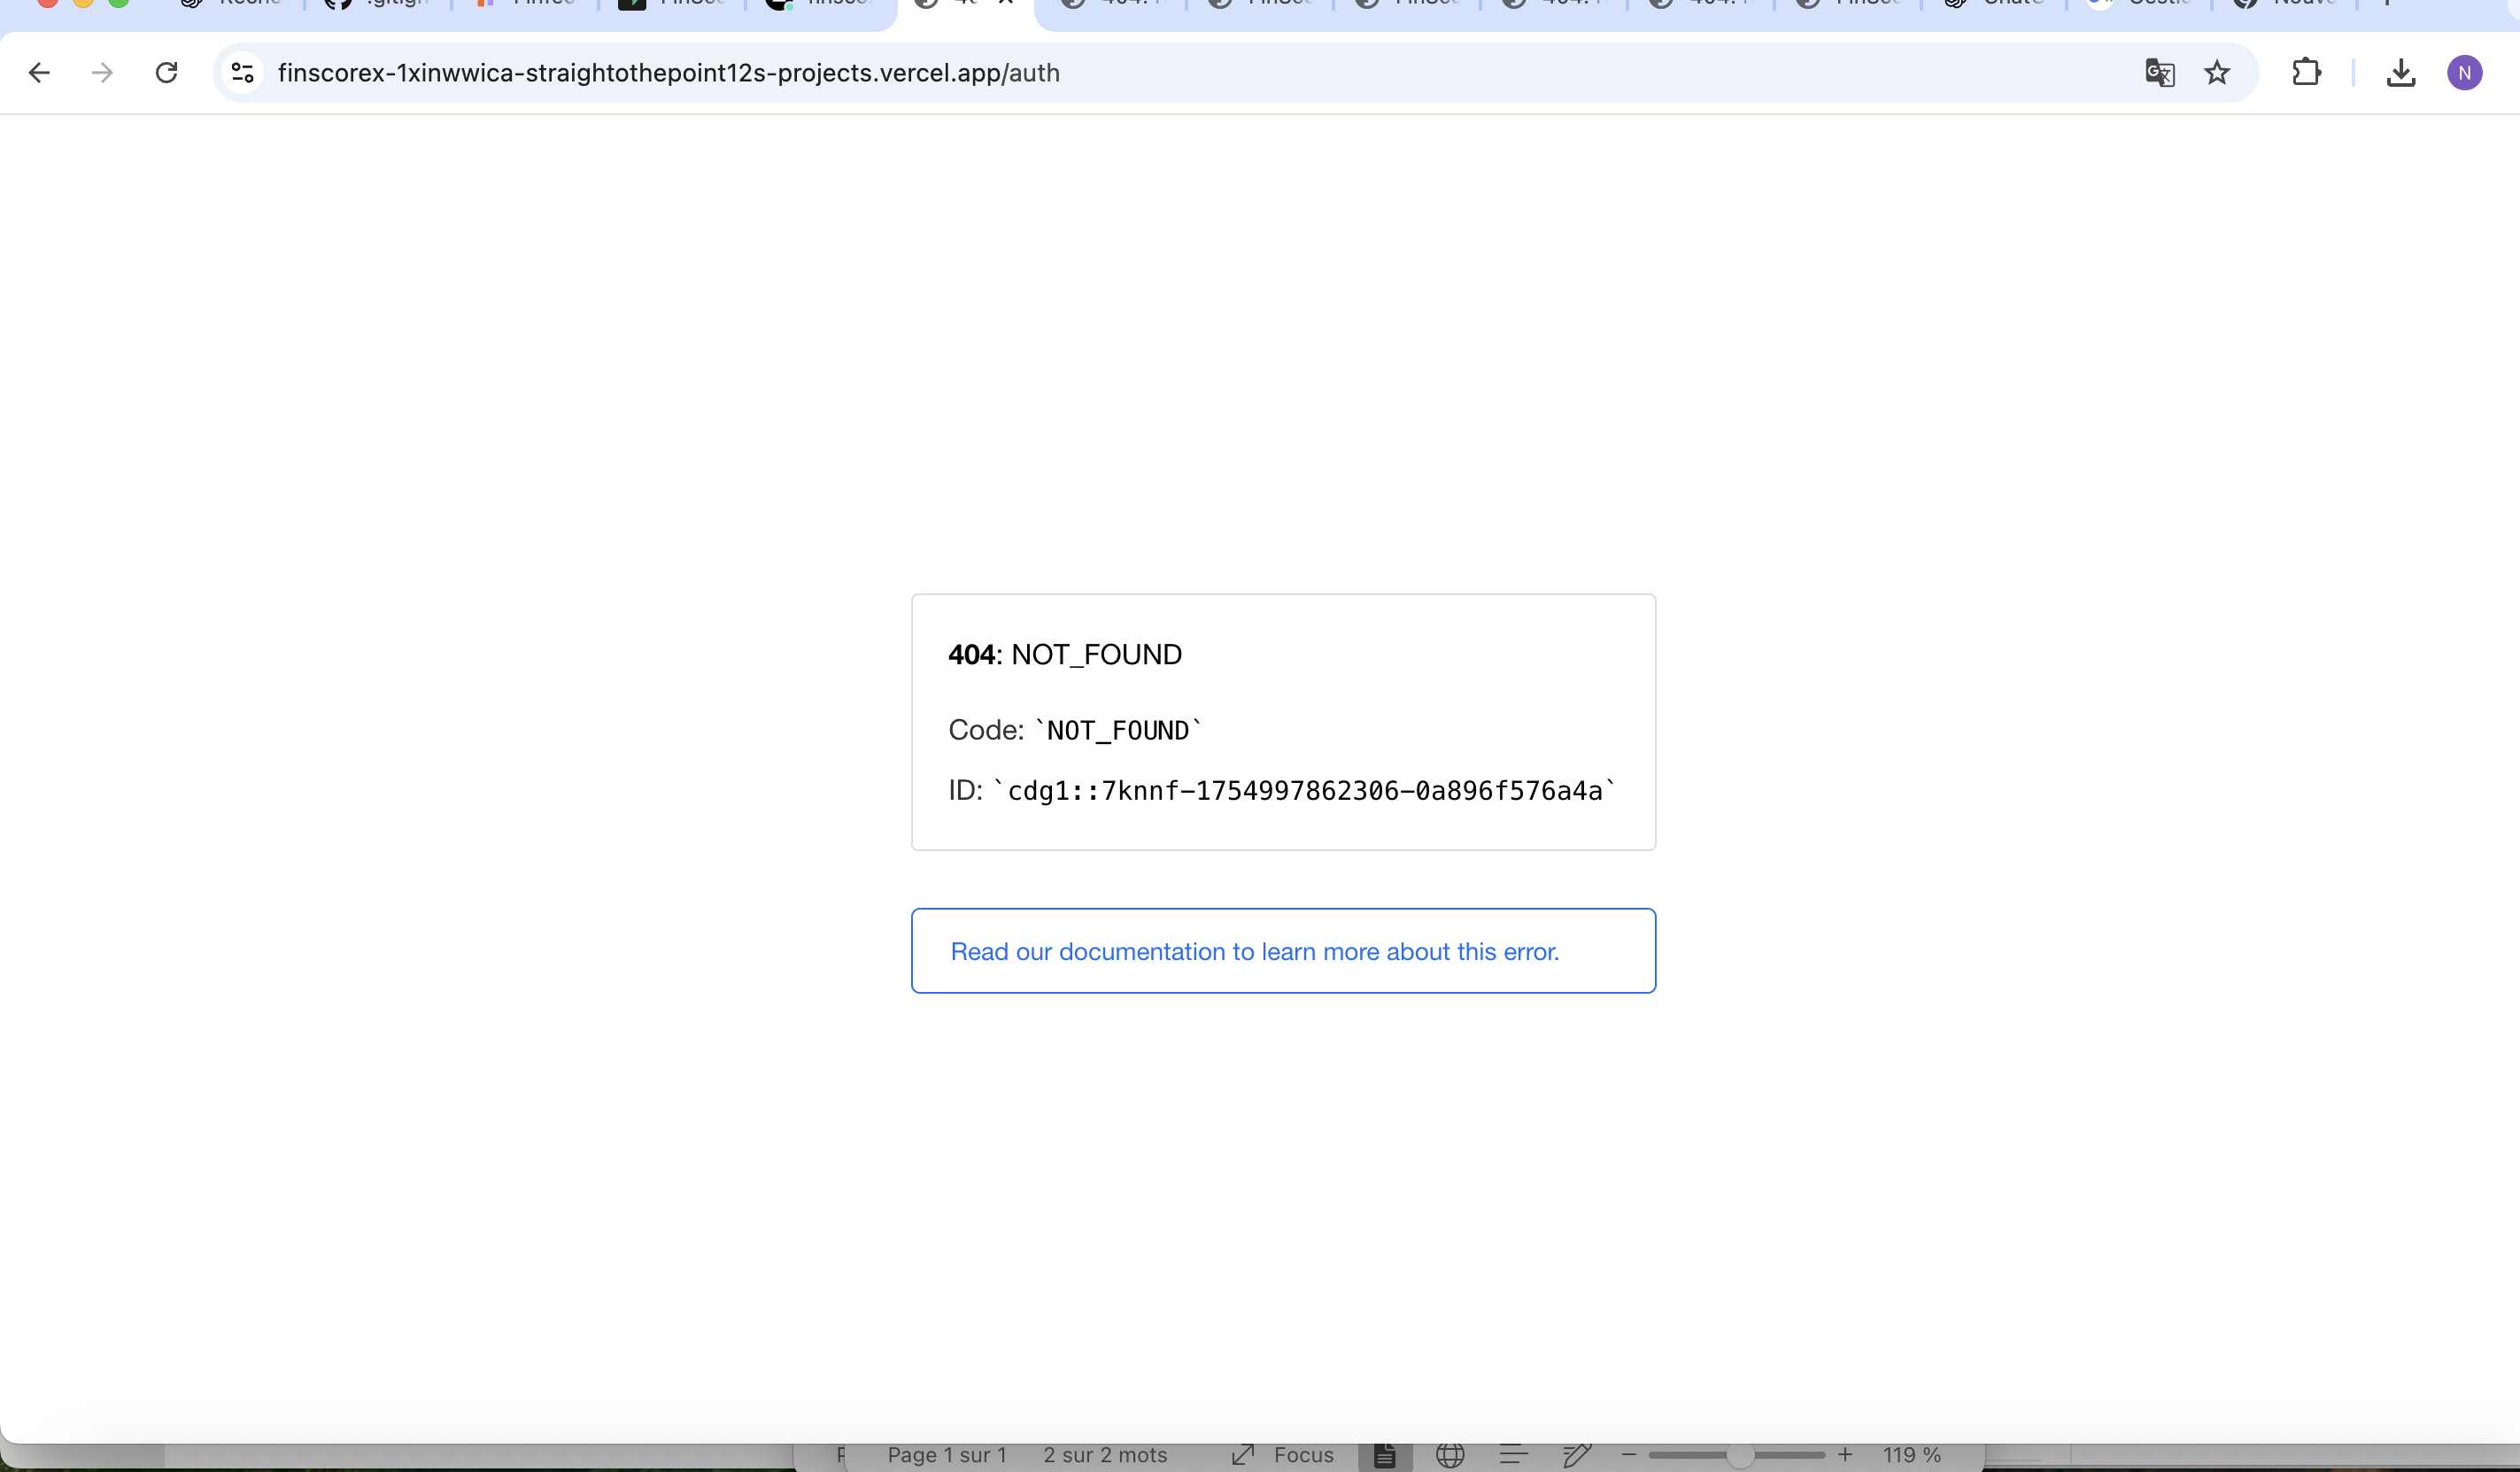 finscorex-1xinwwica-straightothepoint12s-projects.vercel.app/auth
N
404: NOT_FOUND
Code: `NOT_FOUND`
ID: `cdg1::7knnf-1754997862306-0a896f576a4a`
Read our documentation to learn more about this error.
Page 1 sur 1 2 sur 2 mots Focus 119 %